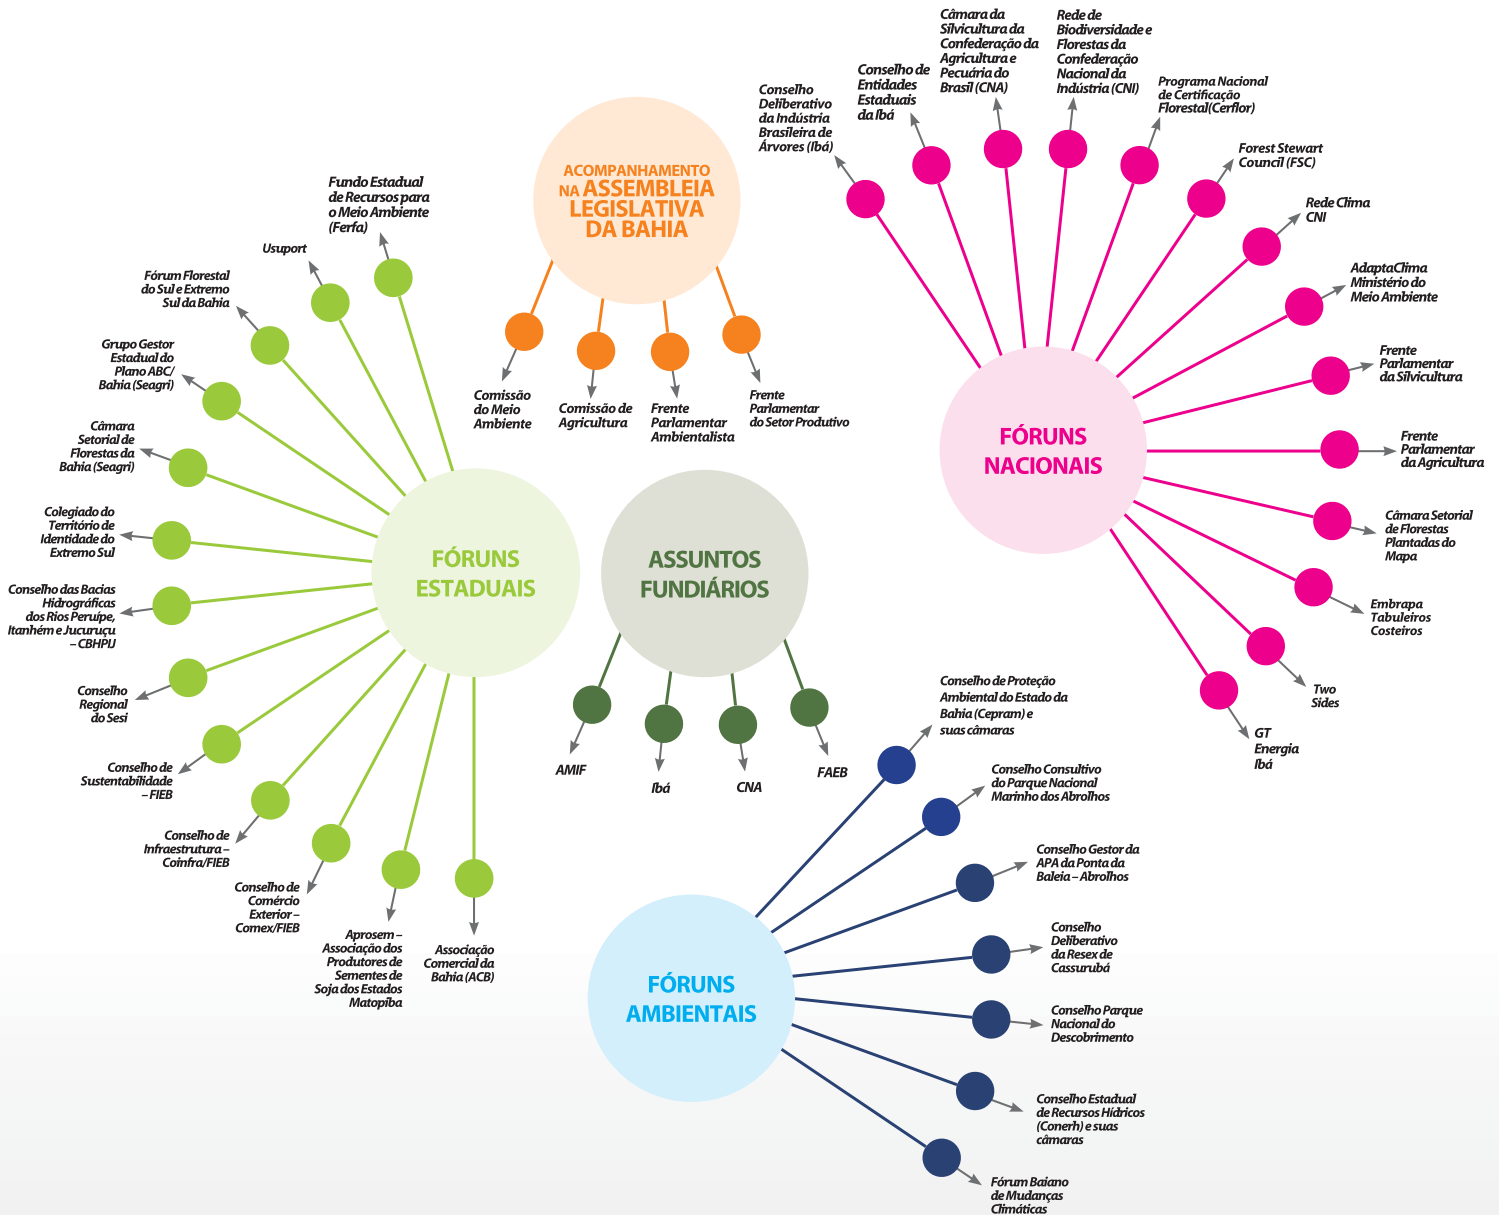 ACOMPANHAMENTO
NA ASSEMBLEIA
LEGISLATIVA
DA BAHIA
Comissão
do Meio
Ambiente
Comissão de
Agricultura
Frente
Parlamentar
Ambientalista
Frente
Parlamentar
do Setor Produtivo
FÓRUNS
ESTADUAIS
Fundo Estadual
de Recursos para
o Meio Ambiente
(Ferfa)
Usuport
Fórum Florestal
do Sul e Extremo
Sul da Bahia
Grupo Gestor
Estadual do
Plano ABC/
Bahia (Seagri)
Câmara
Setorial de
Florestas da
Bahia (Seagri)
Colegiado do
Território de
Identidade do
Extremo Sul
Conselho das Bacias
Hidrográficas
dos Rios Peruípe,
Itanhém e Jucuruçu
– CBHPIJ
Conselho
Regional
do Sesi
Conselho de
Sustentabilidade
– FIEB
Conselho de
Infraestrutura –
Coinfra/FIEB
Conselho de
Comércio
Exterior –
Comex/FIEB
Aprosem –
Associação dos
Produtores de
Sementes de
Soja dos Estados
Matopiba
Associação
Comercial da
Bahia (ACB)
ASSUNTOS
FUNDIÁRIOS
AMIF
Ibá
CNA
FAEB
FÓRUNS
NACIONAIS
Conselho
Deliberativo
da Indústria
Brasileira de
Árvores (Ibá)
Conselho de
Entidades
Estaduais
da Ibá
Câmara da
Silvicultura da
Confederação da
Agricultura e
Pecuária do
Brasil (CNA)
Rede de
Biodiversidade e
Florestas da
Confederação
Nacional da
Indústria (CNI)
Programa Nacional
de Certificação
Florestal(Cerflor)
Forest Stewart
Council (FSC)
Rede Clima
CNI
AdaptaClima
Ministério do
Meio Ambiente
Frente
Parlamentar
da Silvicultura
Frente
Parlamentar
da Agricultura
Câmara Setorial
de Florestas
Plantadas do
Mapa
Embrapa
Tabuleiros
Costeiros
Two
Sides
GT
Energia
Ibá
FÓRUNS
AMBIENTAIS
Conselho de Proteção
Ambiental do Estado da
Bahia (Cepram) e
suas câmaras
Conselho Consultivo
do Parque Nacional
Marinho dos Abrolhos
Conselho Gestor da
APA da Ponta da
Baleia – Abrolhos
Conselho
Deliberativo
da Resex de
Cassurubá
Conselho Parque
Nacional do
Descobrimento
Conselho Estadual
de Recursos Hídricos
(Conerh) e suas
câmaras
Fórum Baiano
de Mudanças
Climáticas